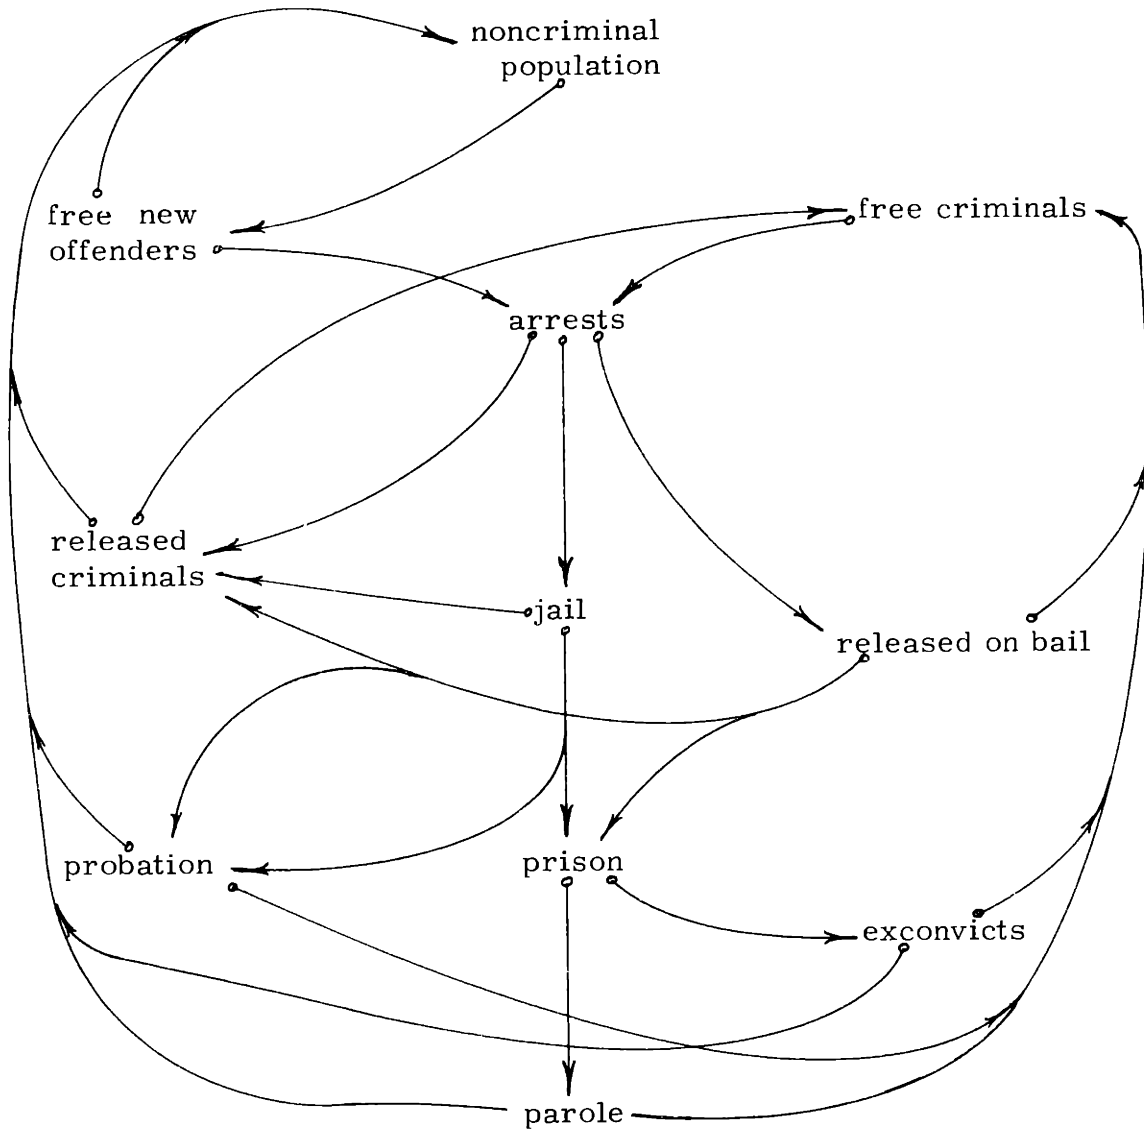 noncriminal
population
free new
offenders
free criminals
arrests
released
criminals
jail
released on bail
probation
prison
exconvicts
parole